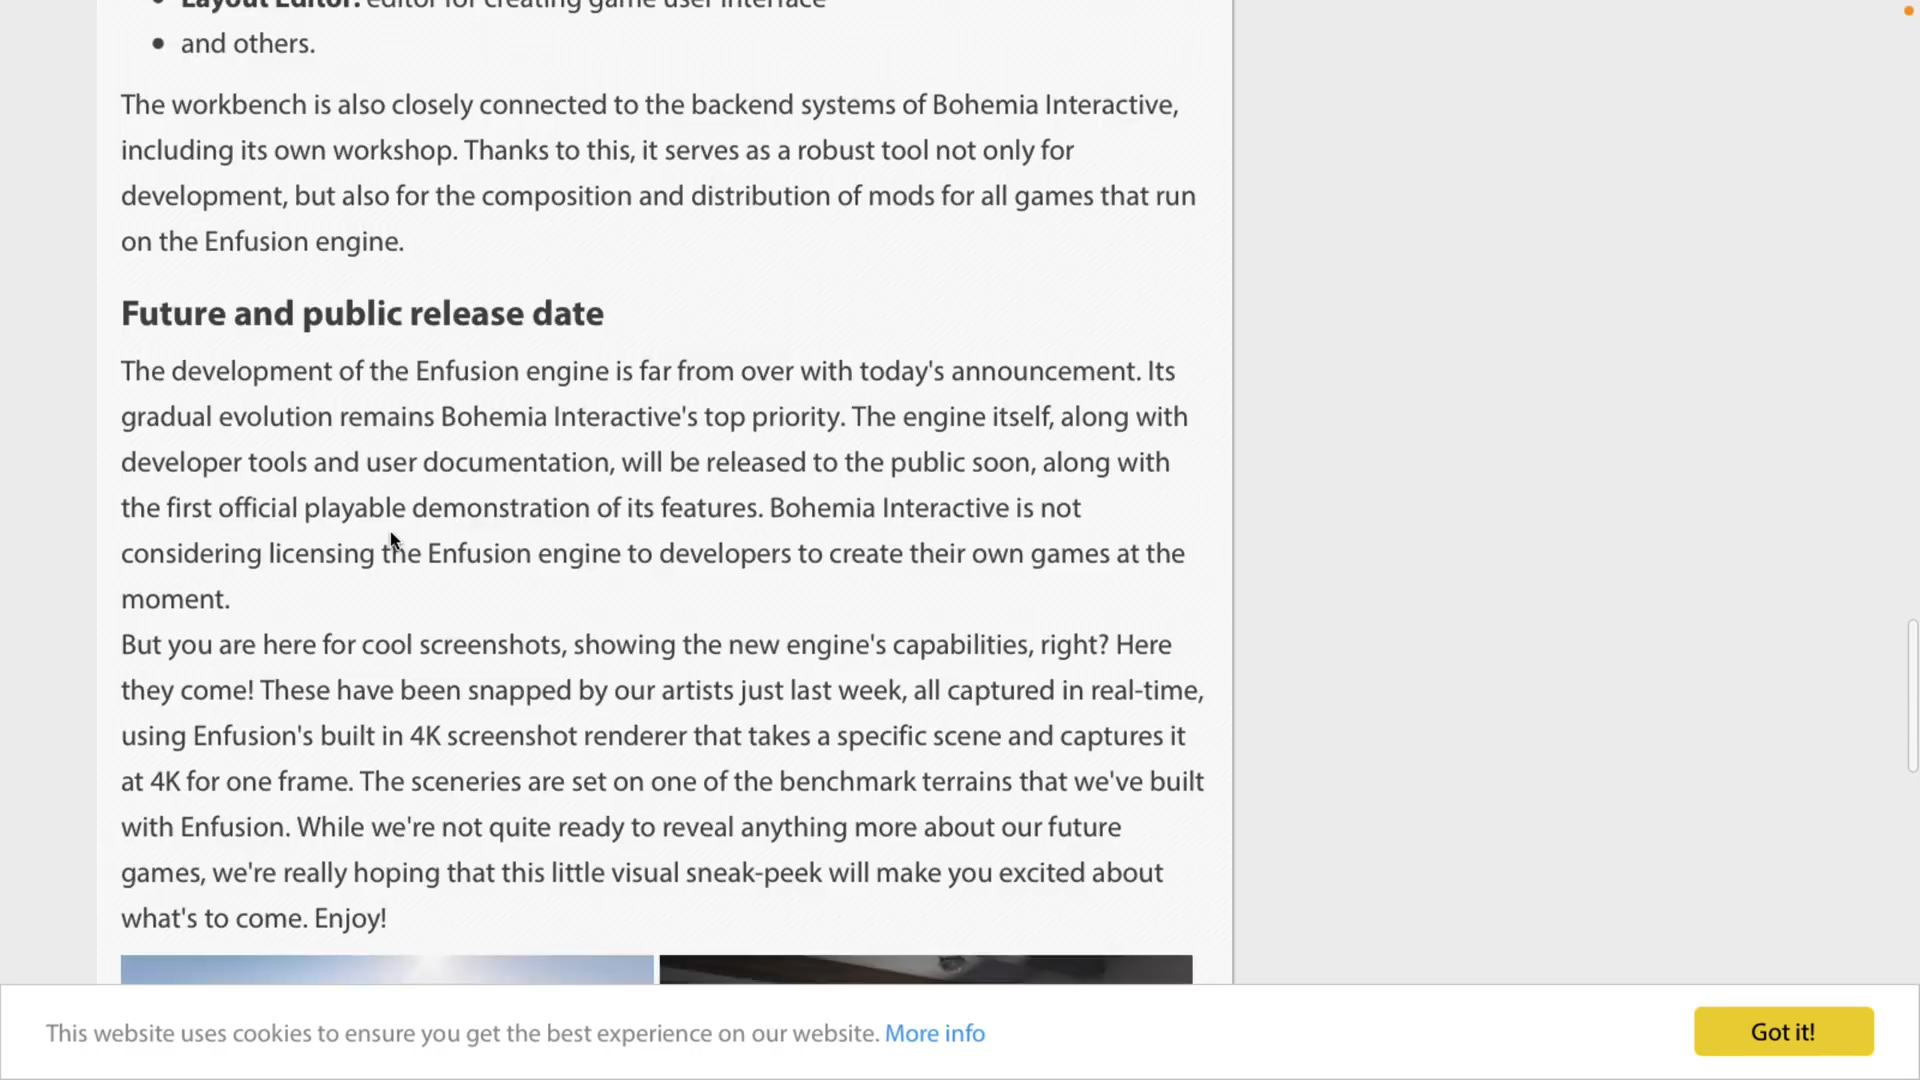 Layout Editor: editor for creating game user interface
and others.
The workbench is also closely connected to the backend systems of Bohemia Interactive,
including its own workshop. Thanks to this, it serves as a robust tool not only for
development, but also for the composition and distribution of mods for all games that run
on the Enfusion engine.
Future and public release date
The development of the Enfusion engine is far from over with today's announcement. Its
gradual evolution remains Bohemia Interactive's top priority. The engine itself, along with
developer tools and user documentation, will be released to the public soon, along with
the first official playable demonstration of its features. Bohemia Interactive is not
considering licensing the Enfusion engine to developers to create their own games at the
moment.
But you are here for cool screenshots, showing the new engine's capabilities, right? Here
they come! These have been snapped by our artists just last week, all captured in real-time,
using Enfusion's built in 4K screenshot renderer that takes a specific scene and captures it
at 4K for one frame. The sceneries are set on one of the benchmark terrains that we've built
with Enfusion. While we're not quite ready to reveal anything more about our future
games, we're really hoping that this little visual sneak-peek will make you excited about
what's to come. Enjoy!
This website uses cookies to ensure you get the best experience on our website. More info
Got it!